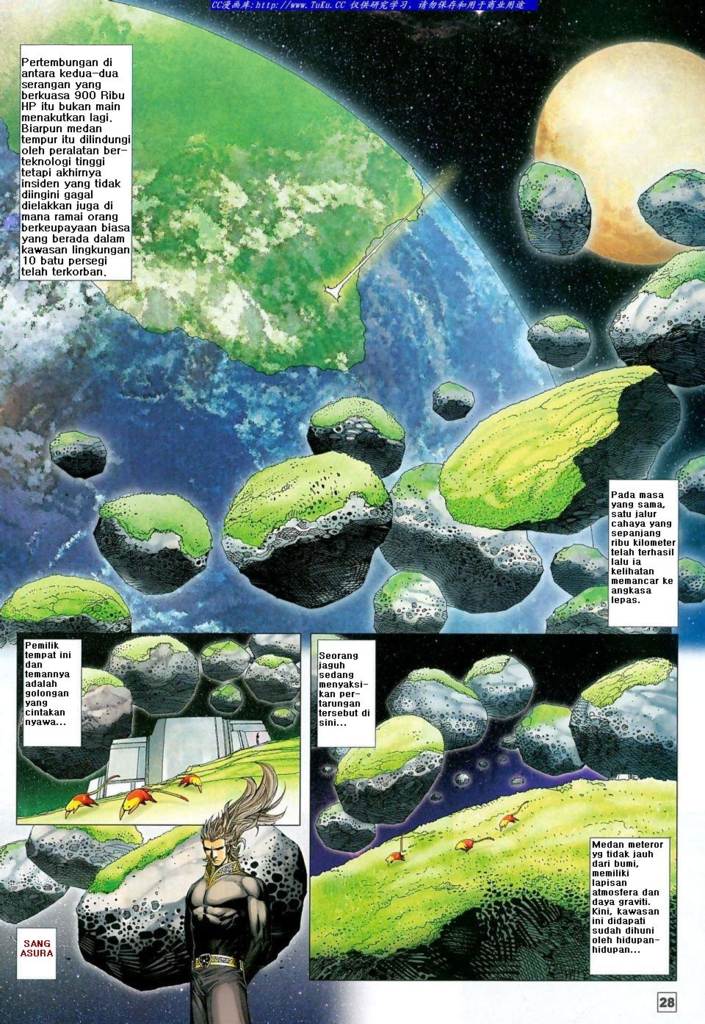 CC漫画库:http://www.TuKu.CC 仅供研究学习，请勿保存和用于商业用途
Pertembungan di
antara kedua-dua
serangan yang
berkuasa 900 Ribu
HP itu bukan main
menakutkan lagi.
Biarpun medan
tempur itu dilindungi
oleh peralatan ber-
teknologi tinggi
tetapi akhirnya
insiden yang tidak
diingini gagal
dielakkan juga di
mana ramai orang
berkeupayaan biasa
yang berada dalam
kawasan lingkungan
10 batu persegi
telah terkorban.
Pada masa
yang sama,
satu jalur
cahaya yang
sepanjang
ribu kilometer
telah terhasil
lalu ia
kelihatan
memancar ke
angkasa
lepas.
Pemilik
tempat ini
dan
temannya
adalah
golongan
yang
cintakan
nyawa...
Seorang
jaguh
sedang
menyaksi-
kan per-
tarungan
tersebut di
sini...
Medan meteror
yg tidak jauh
dari bumi,
memiliki
lapisan
atmosfera dan
daya graviti.
Kini, kawasan
ini didapati
sudah dihuni
oleh hidupan-
hidupan...
SANG
ASURA
28